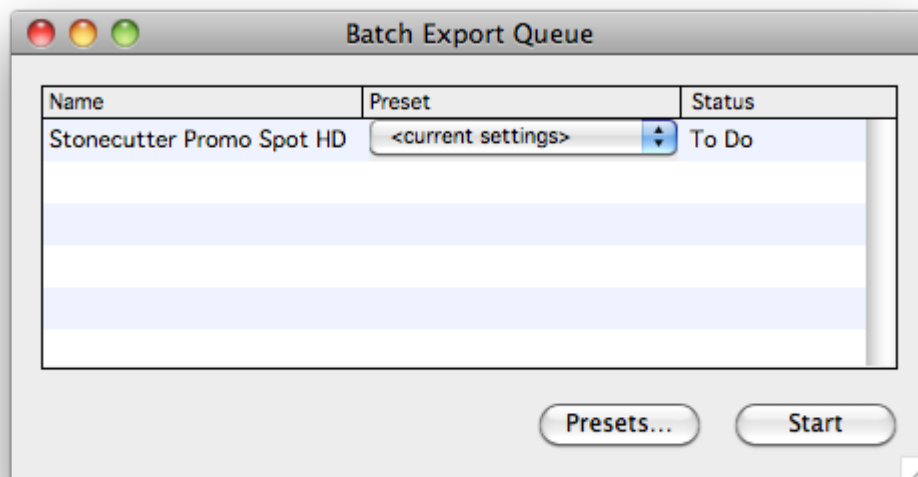 Batch Export Queue
Name Preset Status
Stonecutter Promo Spot HD <current settings> To Do
Presets... Start